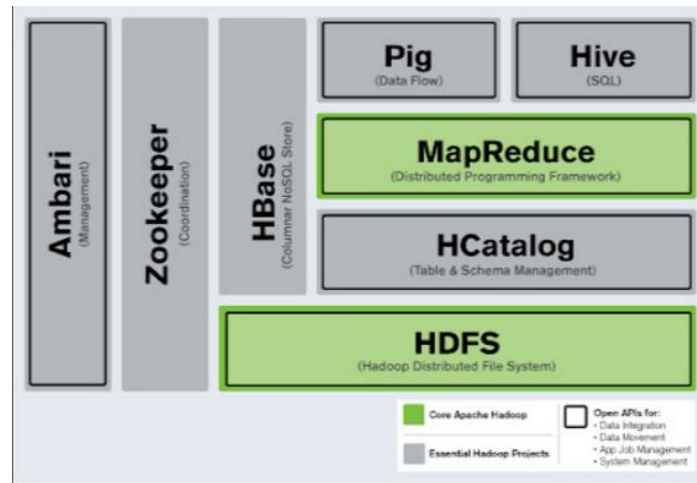 Ambari
(Management)
Zookeeper
(Coordination)
HBase
(Columnar NoSQL Store)
Pig
(Data Flow)
Hive
(SQL)
MapReduce
(Distributed Programming Framework)
HCatalog
(Table & Schema Management)
HDFS
(Hadoop Distributed File System)
Core Apache Hadoop
Essential Hadoop Projects
Open APIs for:
• Data Integration
• Data Movement
• App Job Management
• System Management